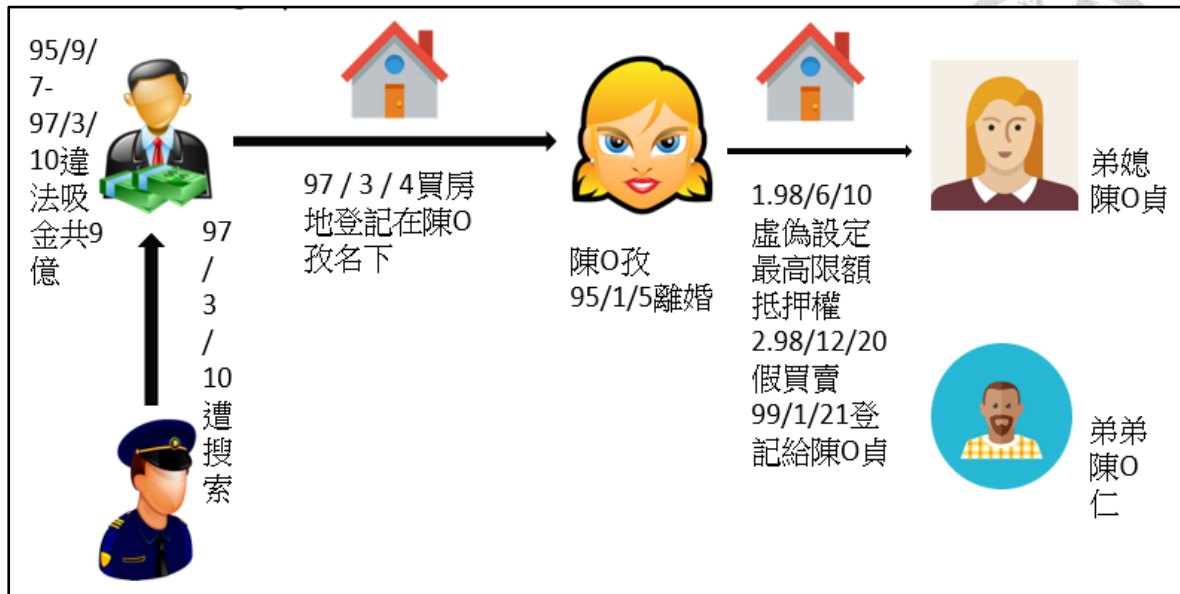 95/9/
7-
97/3/
10違
法吸
金共9
億
97
/
3
/
10
遭
搜
索
97 / 3 / 4買房
地登記在陳O
孜名下
陳O孜
95/1/5離婚
1.98/6/10
虛偽設定
最高限額
抵押權
2.98/12/20
假買賣
99/1/21登
記給陳O貞
弟媳
陳O貞
弟弟
陳O
仁